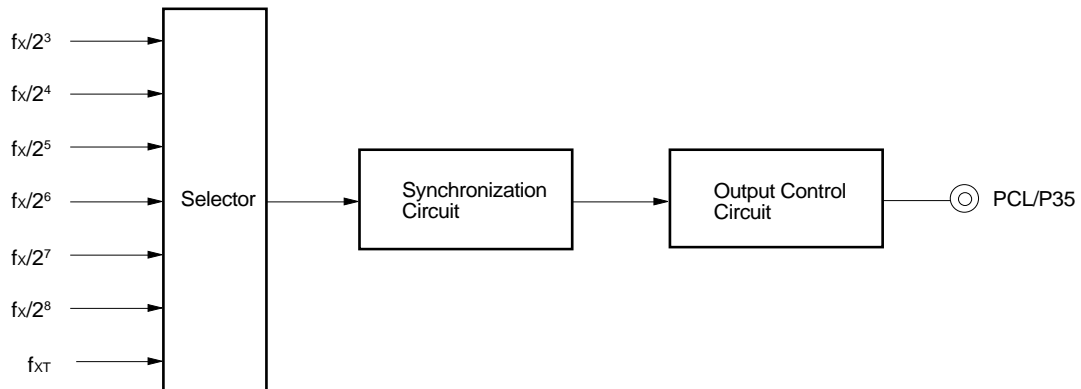 fX/2³
fX/2⁴
fX/2⁵
fX/2⁶
fX/2⁷
fX/2⁸
fXT
Selector
Synchronization
Circuit
Output Control
Circuit
PCL/P35